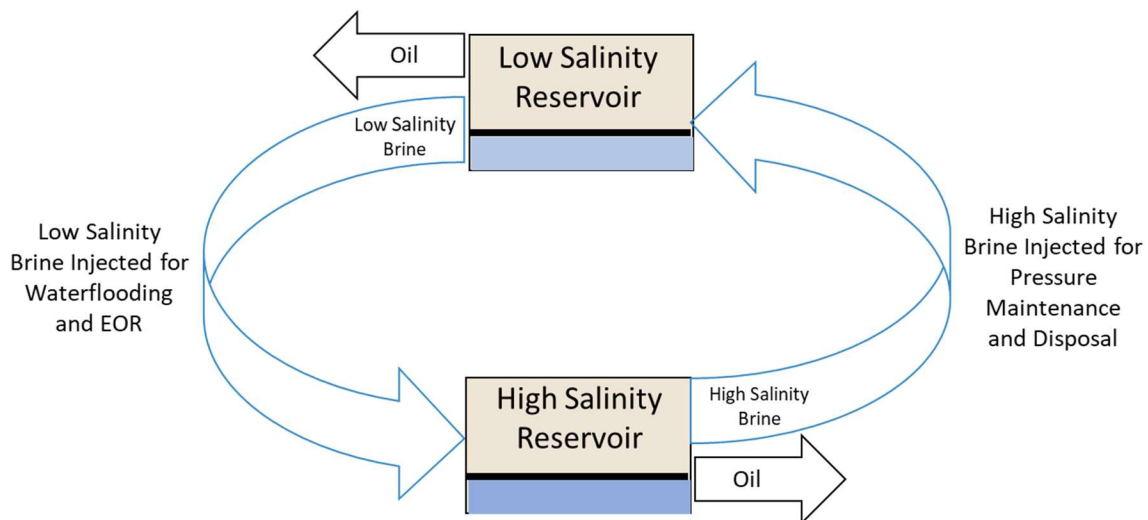 Oil
Low Salinity
Reservoir
Low Salinity
Brine
Low Salinity
Brine Injected for
Waterflooding
and EOR
High Salinity
Brine Injected for
Pressure
Maintenance
and Disposal
High Salinity
Reservoir
High Salinity
Brine
Oil